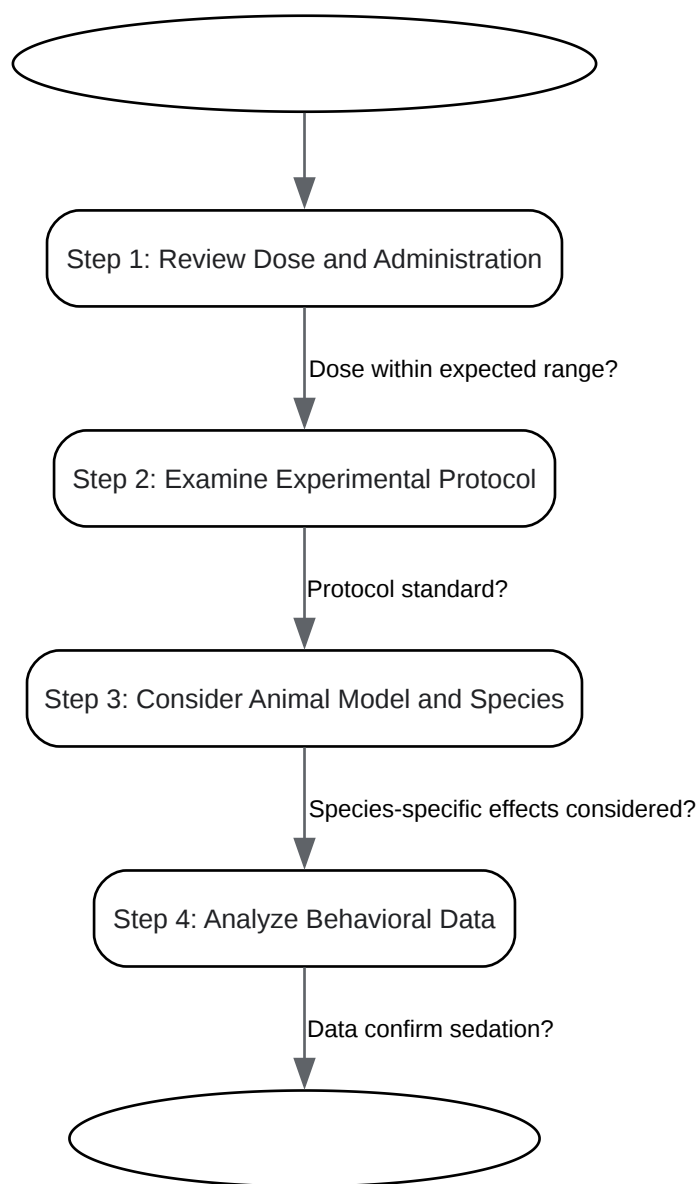 Step 1: Review Dose and Administration
Dose within expected range?
Step 2: Examine Experimental Protocol
Protocol standard?
Step 3: Consider Animal Model and Species
Species-specific effects considered?
Step 4: Analyze Behavioral Data
Data confirm sedation?